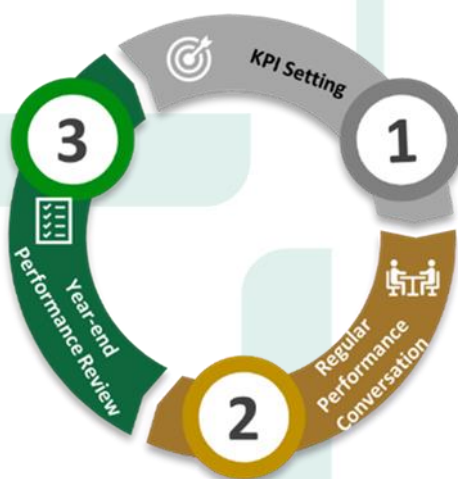 KPI Setting
1
Regular
Performance
Conversation
2
Year-end
Performance Review
3